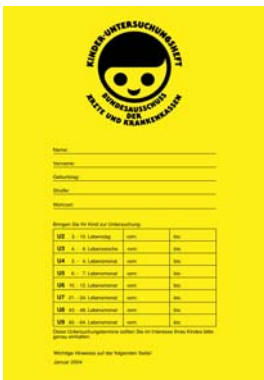 KINDER-UNTERSUCHUNGSHEFT
BUNDESAUSSCHUSS
DER
ÄRZTE UND KRANKENKASSEN
Name:
Vorname:
Geburtstag:
Straße:
Wohnort:
Bringen Sie Ihr Kind zur Untersuchung:
U2 3. - 10. Lebenstag vom: bis:
U3 4. - 6. Lebenswoche vom: bis:
U4 3. - 4. Lebensmonat vom: bis:
U5 6. - 7. Lebensmonat vom: bis:
U6 10. - 12. Lebensmonat vom: bis:
U7 21. - 24. Lebensmonat vom: bis:
U8 43. - 48. Lebensmonat vom: bis:
U9 60. - 64. Lebensmonat vom: bis:
Diese Untersuchungstermine sollten Sie im Interesse Ihres Kindes bitte
genau einhalten.
Wichtige Hinweise auf der folgenden Seite!
Januar 2004